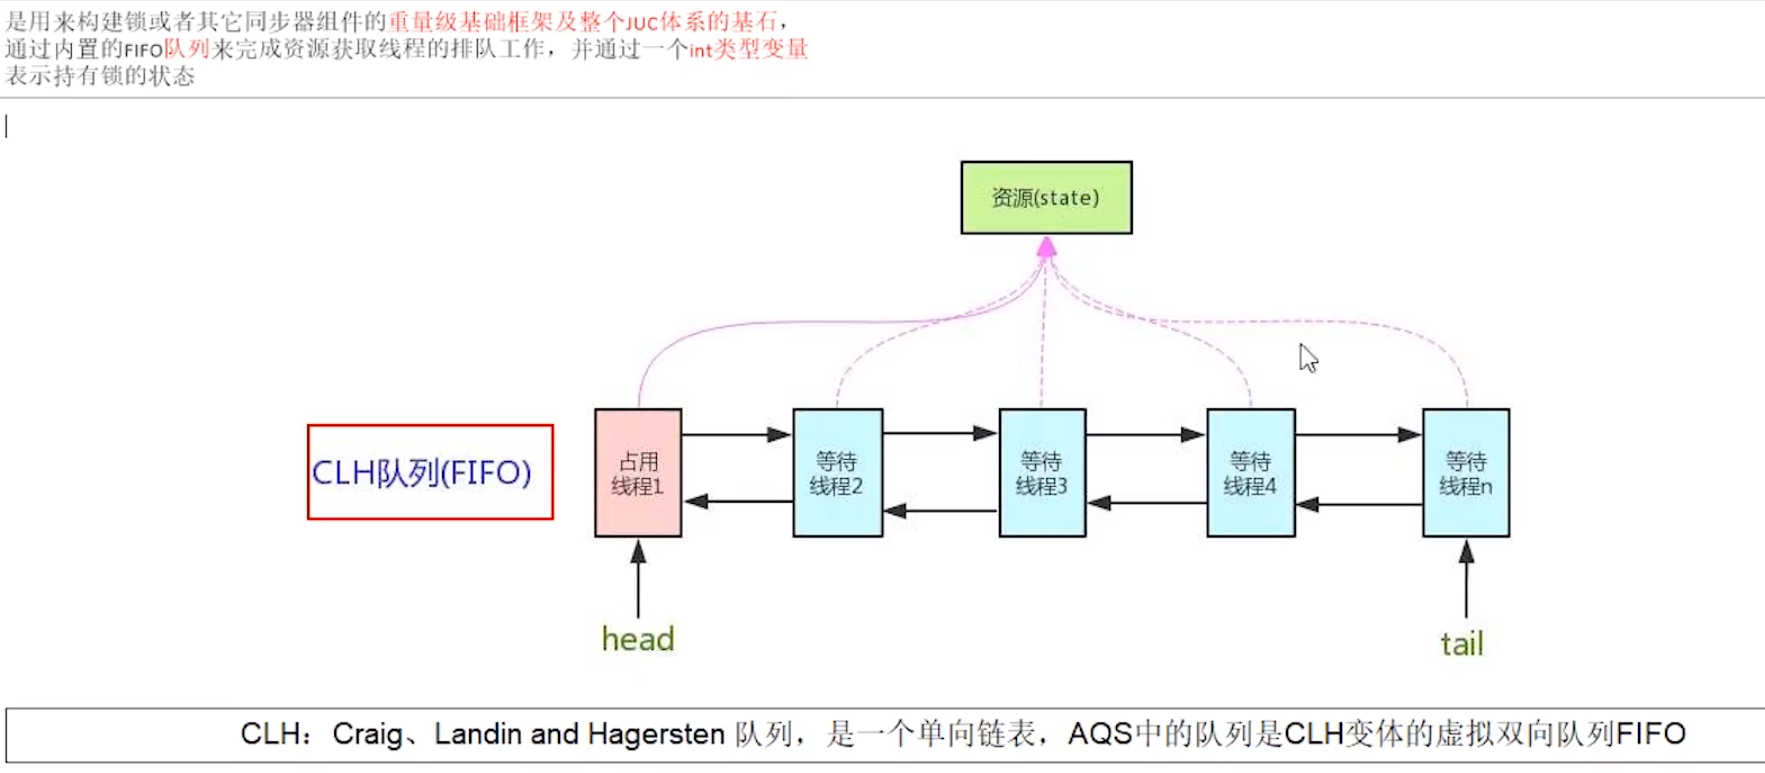 是用来构建锁或者其它同步器组件的重量级基础框架及整个JUC体系的基石，
通过内置的FIFO队列来完成资源获取线程的排队工作，并通过一个int类型变量
表示持有锁的状态
资源(state)
CLH队列(FIFO)
占用
线程1
等待
线程2
等待
线程3
等待
线程4
等待
线程n
head
tail
CLH：Craig、Landin and Hagersten 队列，是一个单向链表，AQS中的队列是CLH变体的虚拟双向队列FIFO